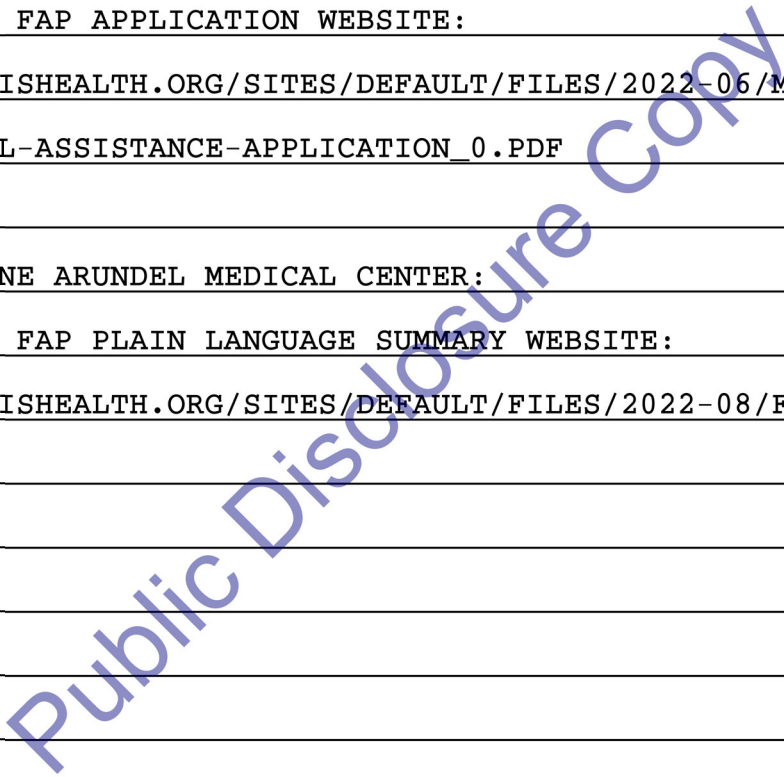 FAP APPLICATION WEBSITE:
ISHEALTH.ORG/SITES/DEFAULT/FILES/2022-06/M
L-ASSISTANCE-APPLICATION_0.PDF
NE ARUNDEL MEDICAL CENTER:
FAP PLAIN LANGUAGE SUMMARY WEBSITE:
ISHEALTH.ORG/SITES/DEFAULT/FILES/2022-08/F
Public Disclosure Copy